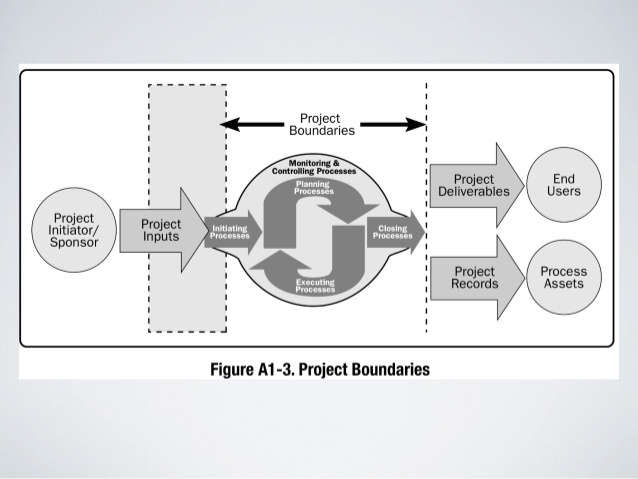 Project
Boundaries
Monitoring &
Controlling Processes
Planning
Processes
Project
Initiator/
Sponsor
Project
Inputs
Initiating
Processes
Closing
Processes
Executing
Processes
Project
Deliverables
End
Users
Project
Records
Process
Assets
Figure A1-3. Project Boundaries